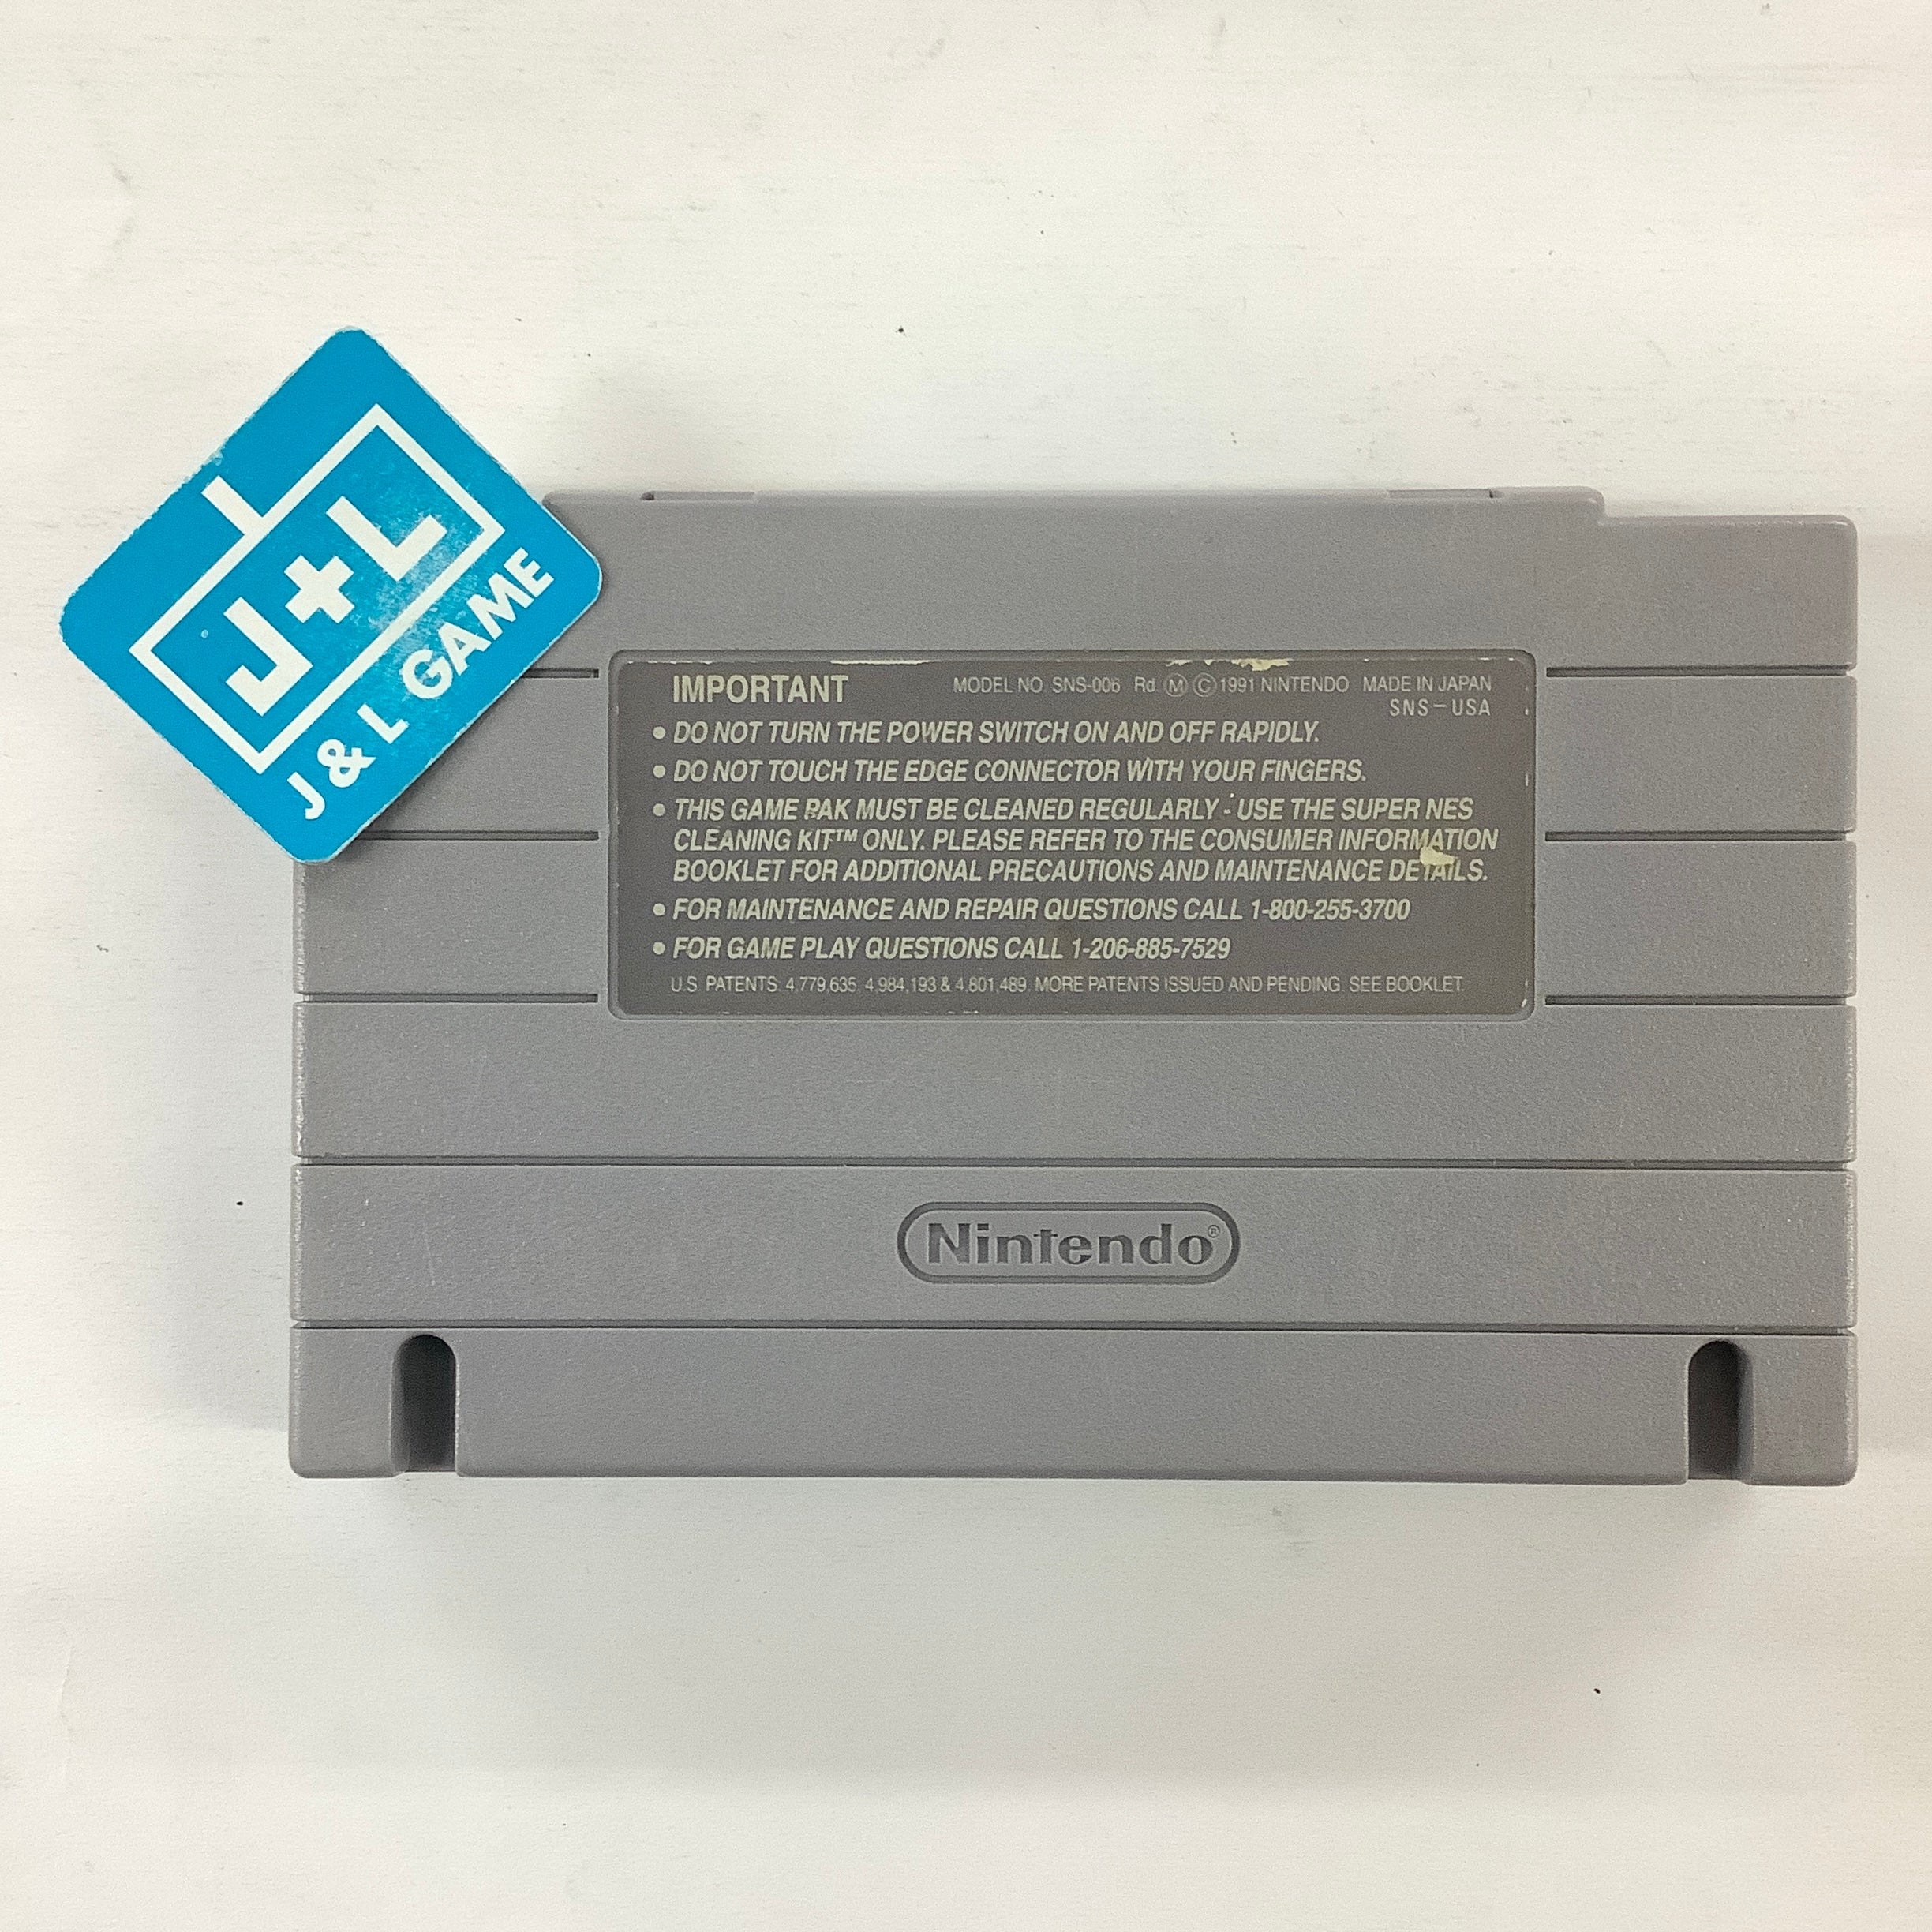 J+L
J & L GAME
IMPORTANT
MODEL NO. SNS-006 Rd Ⓜ Ⓒ1991 NINTENDO MADE IN JAPAN
SNS-USA
• DO NOT TURN THE POWER SWITCH ON AND OFF RAPIDLY.
• DO NOT TOUCH THE EDGE CONNECTOR WITH YOUR FINGERS.
• THIS GAME PAK MUST BE CLEANED REGULARLY - USE THE SUPER NES
CLEANING KIT™ ONLY. PLEASE REFER TO THE CONSUMER INFORMATION
BOOKLET FOR ADDITIONAL PRECAUTIONS AND MAINTENANCE DETAILS.
• FOR MAINTENANCE AND REPAIR QUESTIONS CALL 1-800-255-3700
• FOR GAME PLAY QUESTIONS CALL 1-206-885-7529
U.S. PATENTS: 4,779,635; 4,984,193 & 4,801,489. MORE PATENTS ISSUED AND PENDING. SEE BOOKLET.
Nintendo®